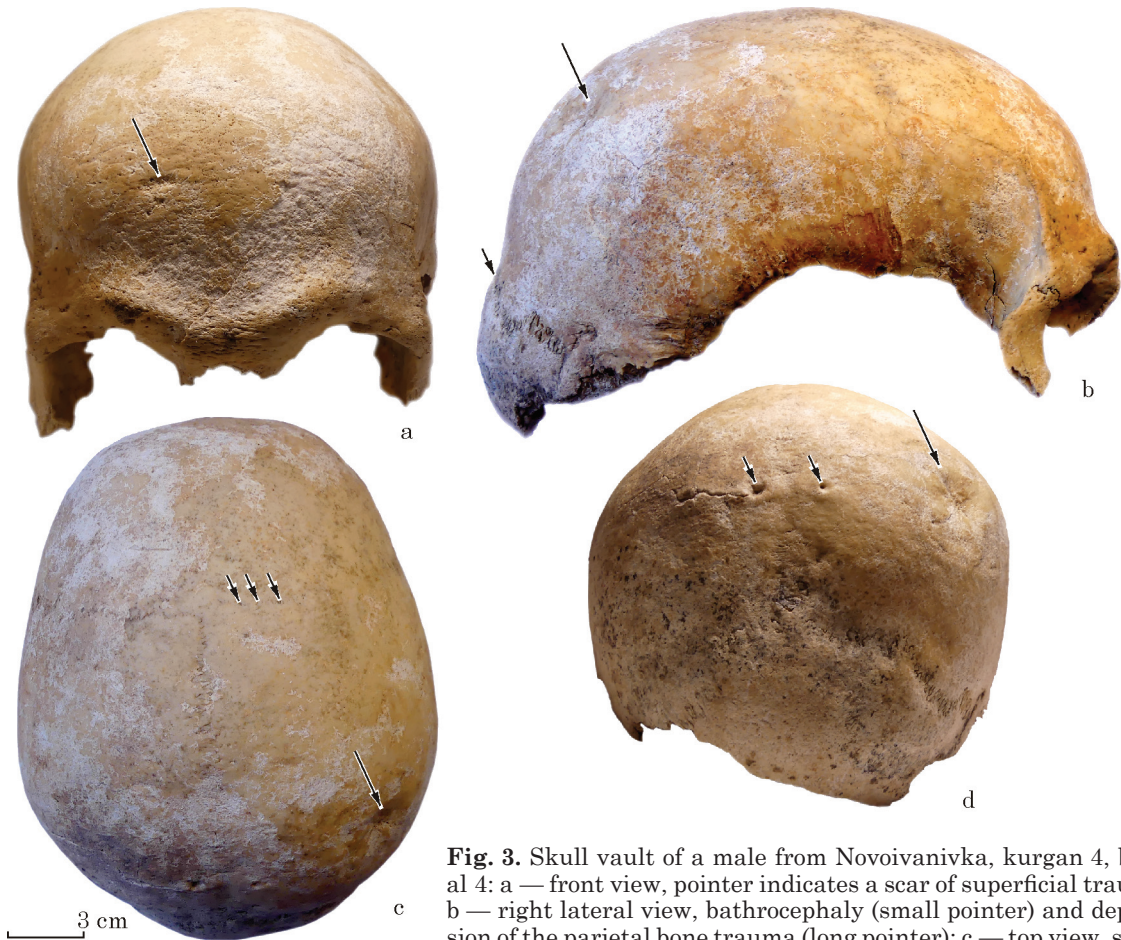 a
b
c
d
3 cm
Fig. 3. Skull vault of a male from Novoivanivka, kurgan 4, b
al 4: a — front view, pointer indicates a scar of superficial trau
b — right lateral view, bathrocephaly (small pointer) and dep
sion of the parietal bone trauma (long pointer); c — top view, s